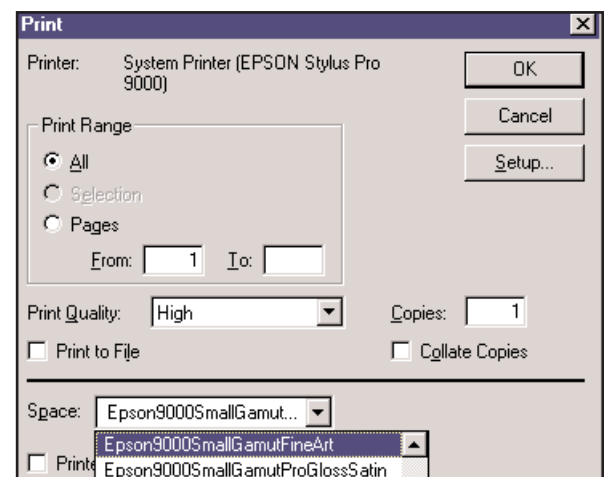 Print
Printer: System Printer (EPSON Stylus Pro
9000)
OK
Cancel
Setup...
Print Range
All
Selection
Pages
From: 1 To:
Print Quality: High
Copies: 1
Print to File
Collate Copies
Space: Epson9000SmallGamut...
Epson9000SmallGamutFineArt
Epson9000SmallGamutProGlossSatin